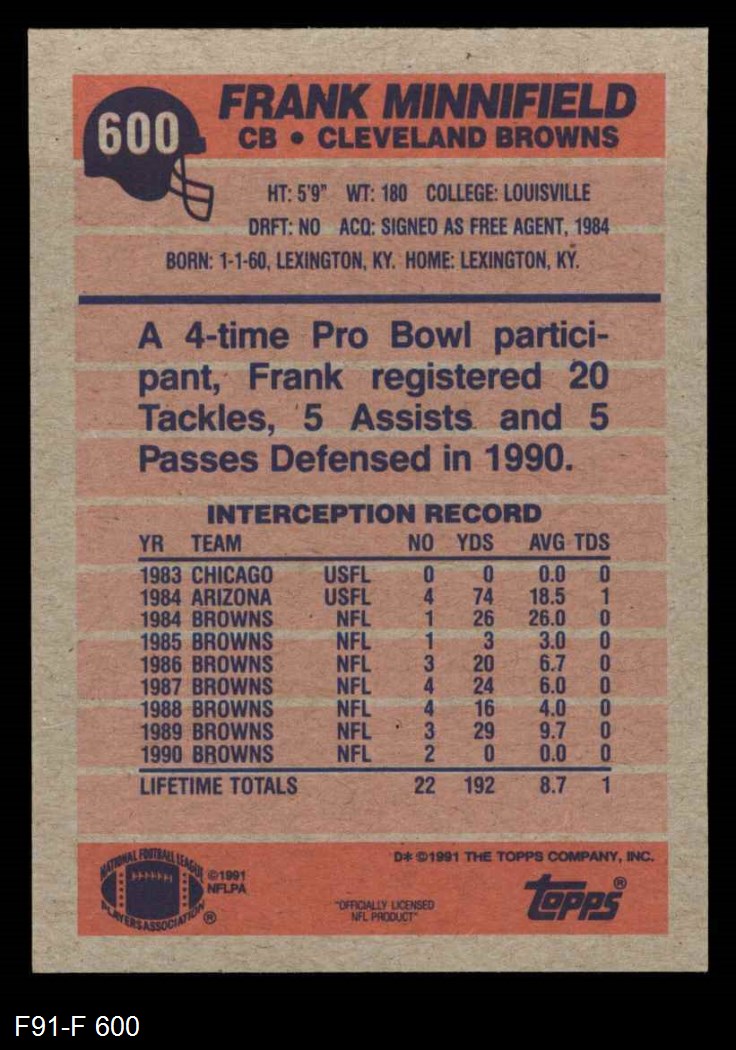 600
FRANK MINNIFIELD
CB • CLEVELAND BROWNS
HT: 5'9" WT: 180 COLLEGE: LOUISVILLE
DRFT: NO ACQ: SIGNED AS FREE AGENT, 1984
BORN: 1-1-60, LEXINGTON, KY. HOME: LEXINGTON, KY.
A 4-time Pro Bowl partici-
pant, Frank registered 20
Tackles, 5 Assists and 5
Passes Defensed in 1990.
INTERCEPTION RECORD
YR TEAM NO YDS AVG TDS
1983 CHICAGO USFL 0 0 0.0 0
1984 ARIZONA USFL 4 74 18.5 1
1984 BROWNS NFL 1 26 26.0 0
1985 BROWNS NFL 1 3 3.0 0
1986 BROWNS NFL 3 20 6.7 0
1987 BROWNS NFL 4 24 6.0 0
1988 BROWNS NFL 4 16 4.0 0
1989 BROWNS NFL 3 29 9.7 0
1990 BROWNS NFL 2 0 0.0 0
LIFETIME TOTALS 22 192 8.7 1
NATIONAL FOOTBALL LEAGUE
PLAYERS ASSOCIATION ®
©1991
NFLPA
D* ©1991 THE TOPPS COMPANY, INC.
"OFFICIALLY LICENSED
NFL PRODUCT"
topps®
F91-F 600